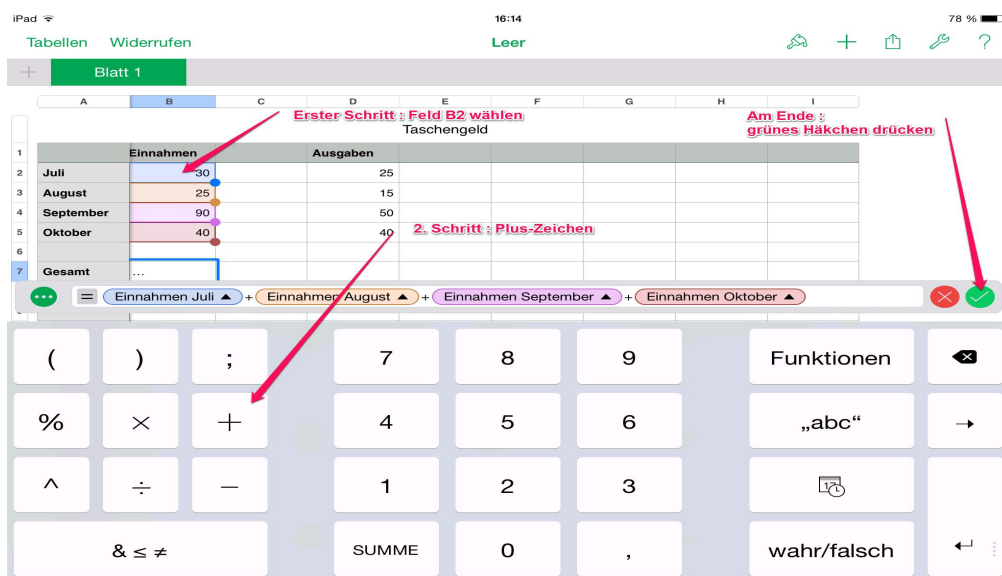 iPad 16:14 78 %
Tabellen Widerrufen Leer ?
+ Blatt 1
A B C D E F G H I
Erster Schritt : Feld B2 wählen
Am Ende :
grünes Häkchen drücken
Taschengeld
1 Einnahmen Ausgaben
2 Juli 30 25
3 August 25 15
4 September 90 50
5 Oktober 40 40
2. Schritt : Plus-Zeichen
6
7 Gesamt ...
= Einnahmen Juli ▲ + Einnahmen August ▲ + Einnahmen September ▲ + Einnahmen Oktober ▲
( ) ; 7 8 9 Funktionen
% × + 4 5 6 „abc“ →
^ ÷ − 1 2 3 17
& ≤ ≠ SUMME 0 , wahr/falsch